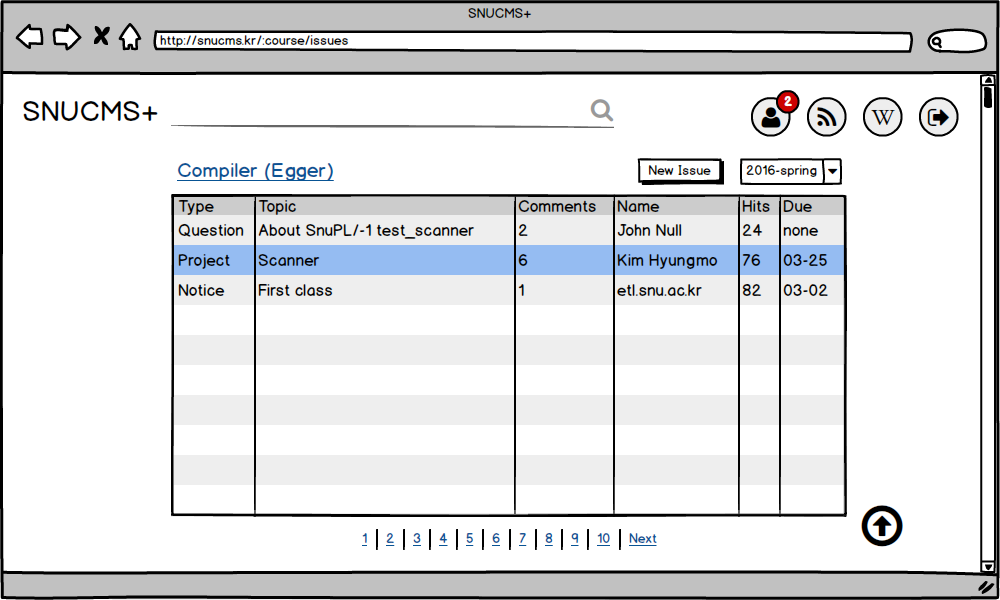 SNUCMS+
http://snucms.kr/:course/issues
SNUCMS+
2
W
Compiler (Egger)
New Issue
2016-spring
Type Topic Comments Name Hits Due
Question About SnuPL/-1 test_scanner 2 John Null 24 none
Project Scanner 6 Kim Hyungmo 76 03-25
Notice First class 1 etl.snu.ac.kr 82 03-02
1 | 2 | 3 | 4 | 5 | 6 | 7 | 8 | 9 | 10 | Next